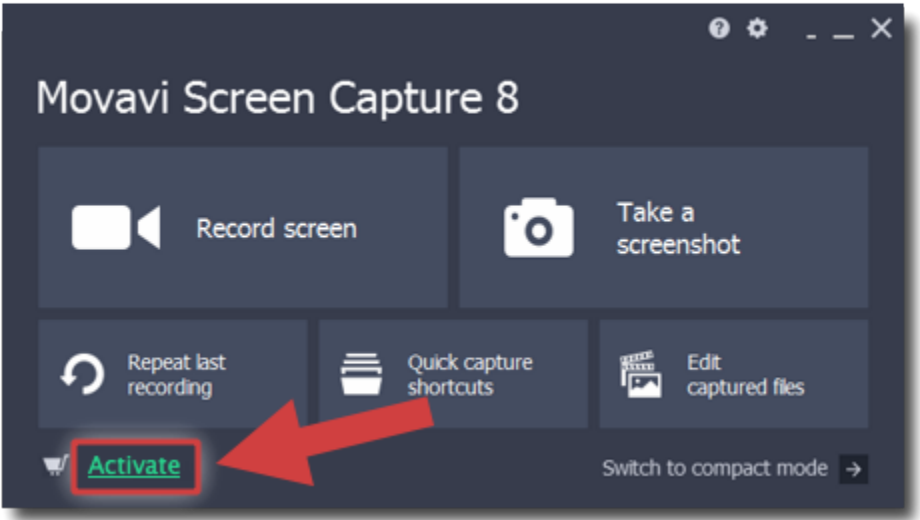 Movavi Screen Capture 8
Record screen
Take a
screenshot
Repeat last
recording
Quick capture
shortcuts
Edit
captured files
Activate
Switch to compact mode